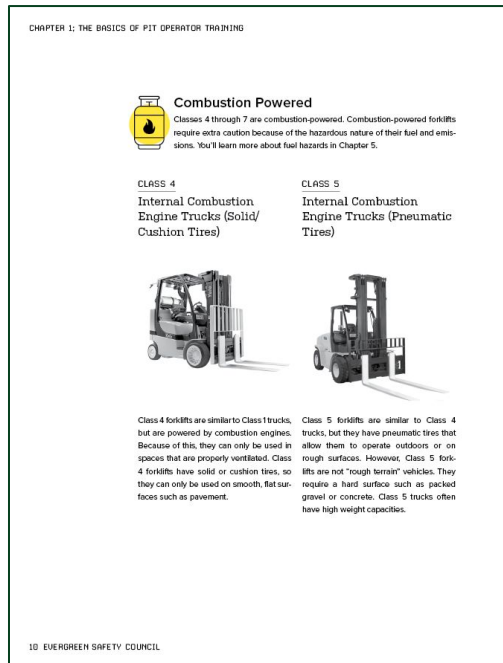 CHAPTER 1; THE BASICS OF PIT OPERATOR TRAINING
Combustion Powered
Classes 4 through 7 are combustion-powered. Combustion-powered forklifts
require extra caution because of the hazardous nature of their fuel and emis-
sions. You'll learn more about fuel hazards in Chapter 5.
CLASS 4
Internal Combustion
Engine Trucks (Solid/
Cushion Tires)
Class 4 forklifts are similar to Class 1 trucks,
but are powered by combustion engines.
Because of this, they can only be used in
spaces that are properly ventilated. Class
4 forklifts have solid or cushion tires, so
they can only be used on smooth, flat sur-
faces such as pavement.
CLASS 5
Internal Combustion
Engine Trucks (Pneumatic
Tires)
Class 5 forklifts are similar to Class 4
trucks, but they have pneumatic tires that
allow them to operate outdoors or on
rough surfaces. However, Class 5 fork-
lifts are not "rough terrain" vehicles. They
require a hard surface such as packed
gravel or concrete. Class 5 trucks often
have high weight capacities.
10 EVERGREEN SAFETY COUNCIL